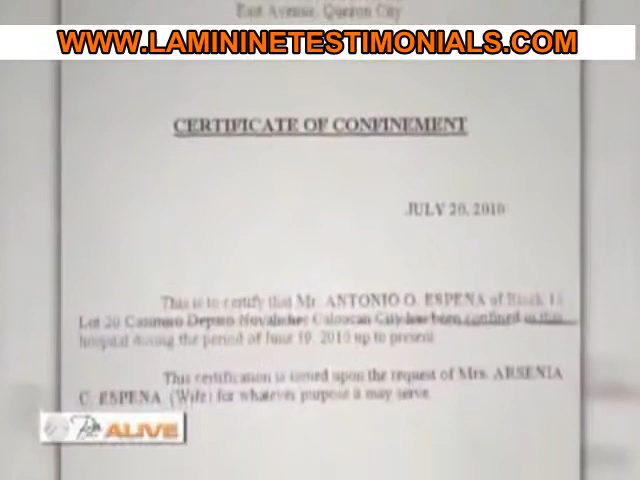 East Avenue, Quezon City
WWW.LAMININETESTIMONIALS.COM
CERTIFICATE OF CONFINEMENT
JULY 20, 2010
This is to certify that Mr. ANTONIO O. ESPENA of Block
Lot 20 Novaliches Caloocan City has been confined in this
hospital during the period of June 19, 2010 up to present
This certification is issued upon the request of Mrs. ARSENIA
C. ESPENA (Wife) for whatever purpose it may serve.
ALIVE